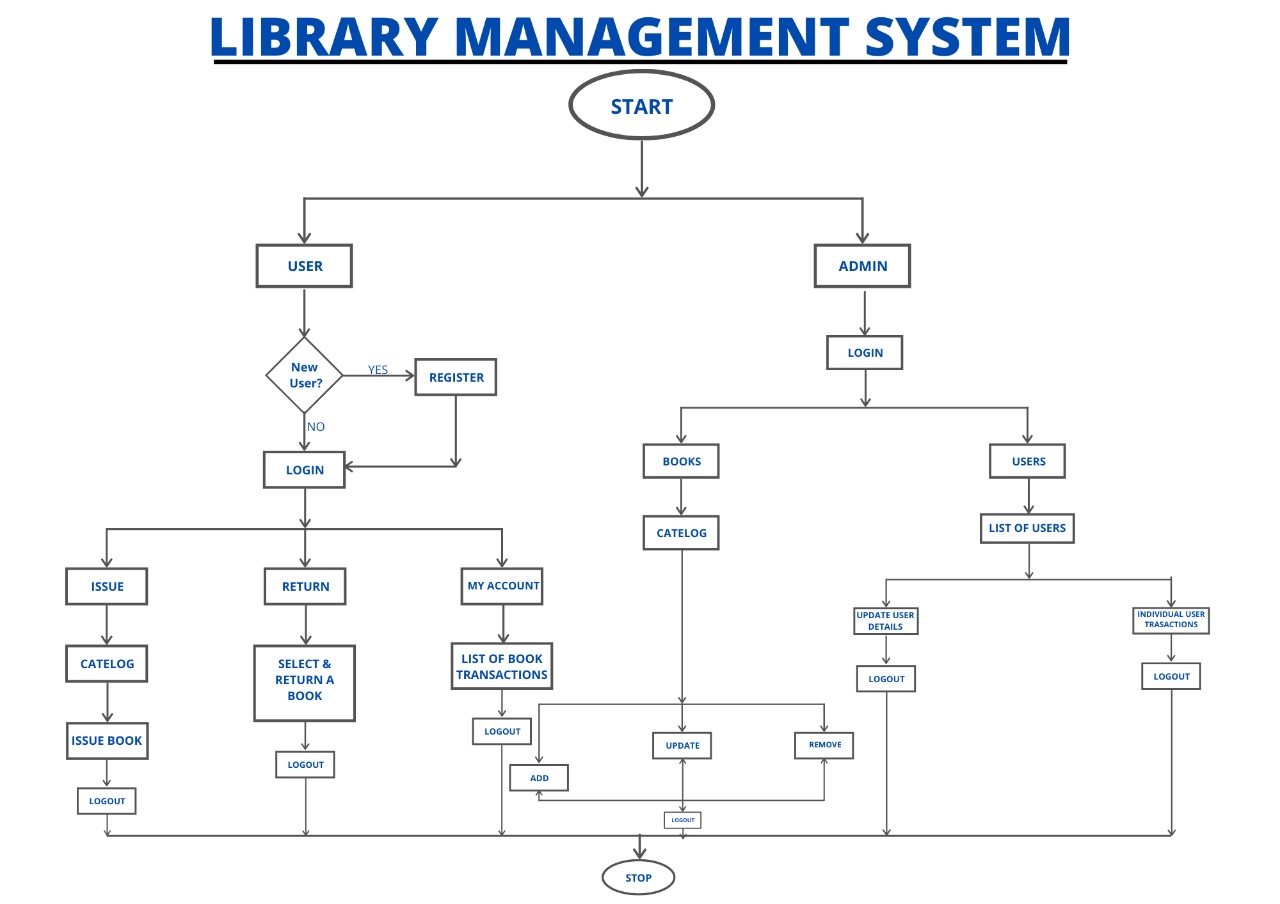 LIBRARY MANAGEMENT SYSTEM
START
USER
ADMIN
LOGIN
New
User?
YES
REGISTER
NO
LOGIN
BOOKS
USERS
CATELOG
LIST OF USERS
ISSUE
RETURN
MY ACCOUNT
UPDATE USER
DETAILS
INDIVIDUAL USER
TRASACTIONS
CATELOG
SELECT &
RETURN A
BOOK
LIST OF BOOK
TRANSACTIONS
LOGOUT
LOGOUT
ISSUE BOOK
LOGOUT
UPDATE
REMOVE
LOGOUT
ADD
LOGOUT
LOGOUT
STOP